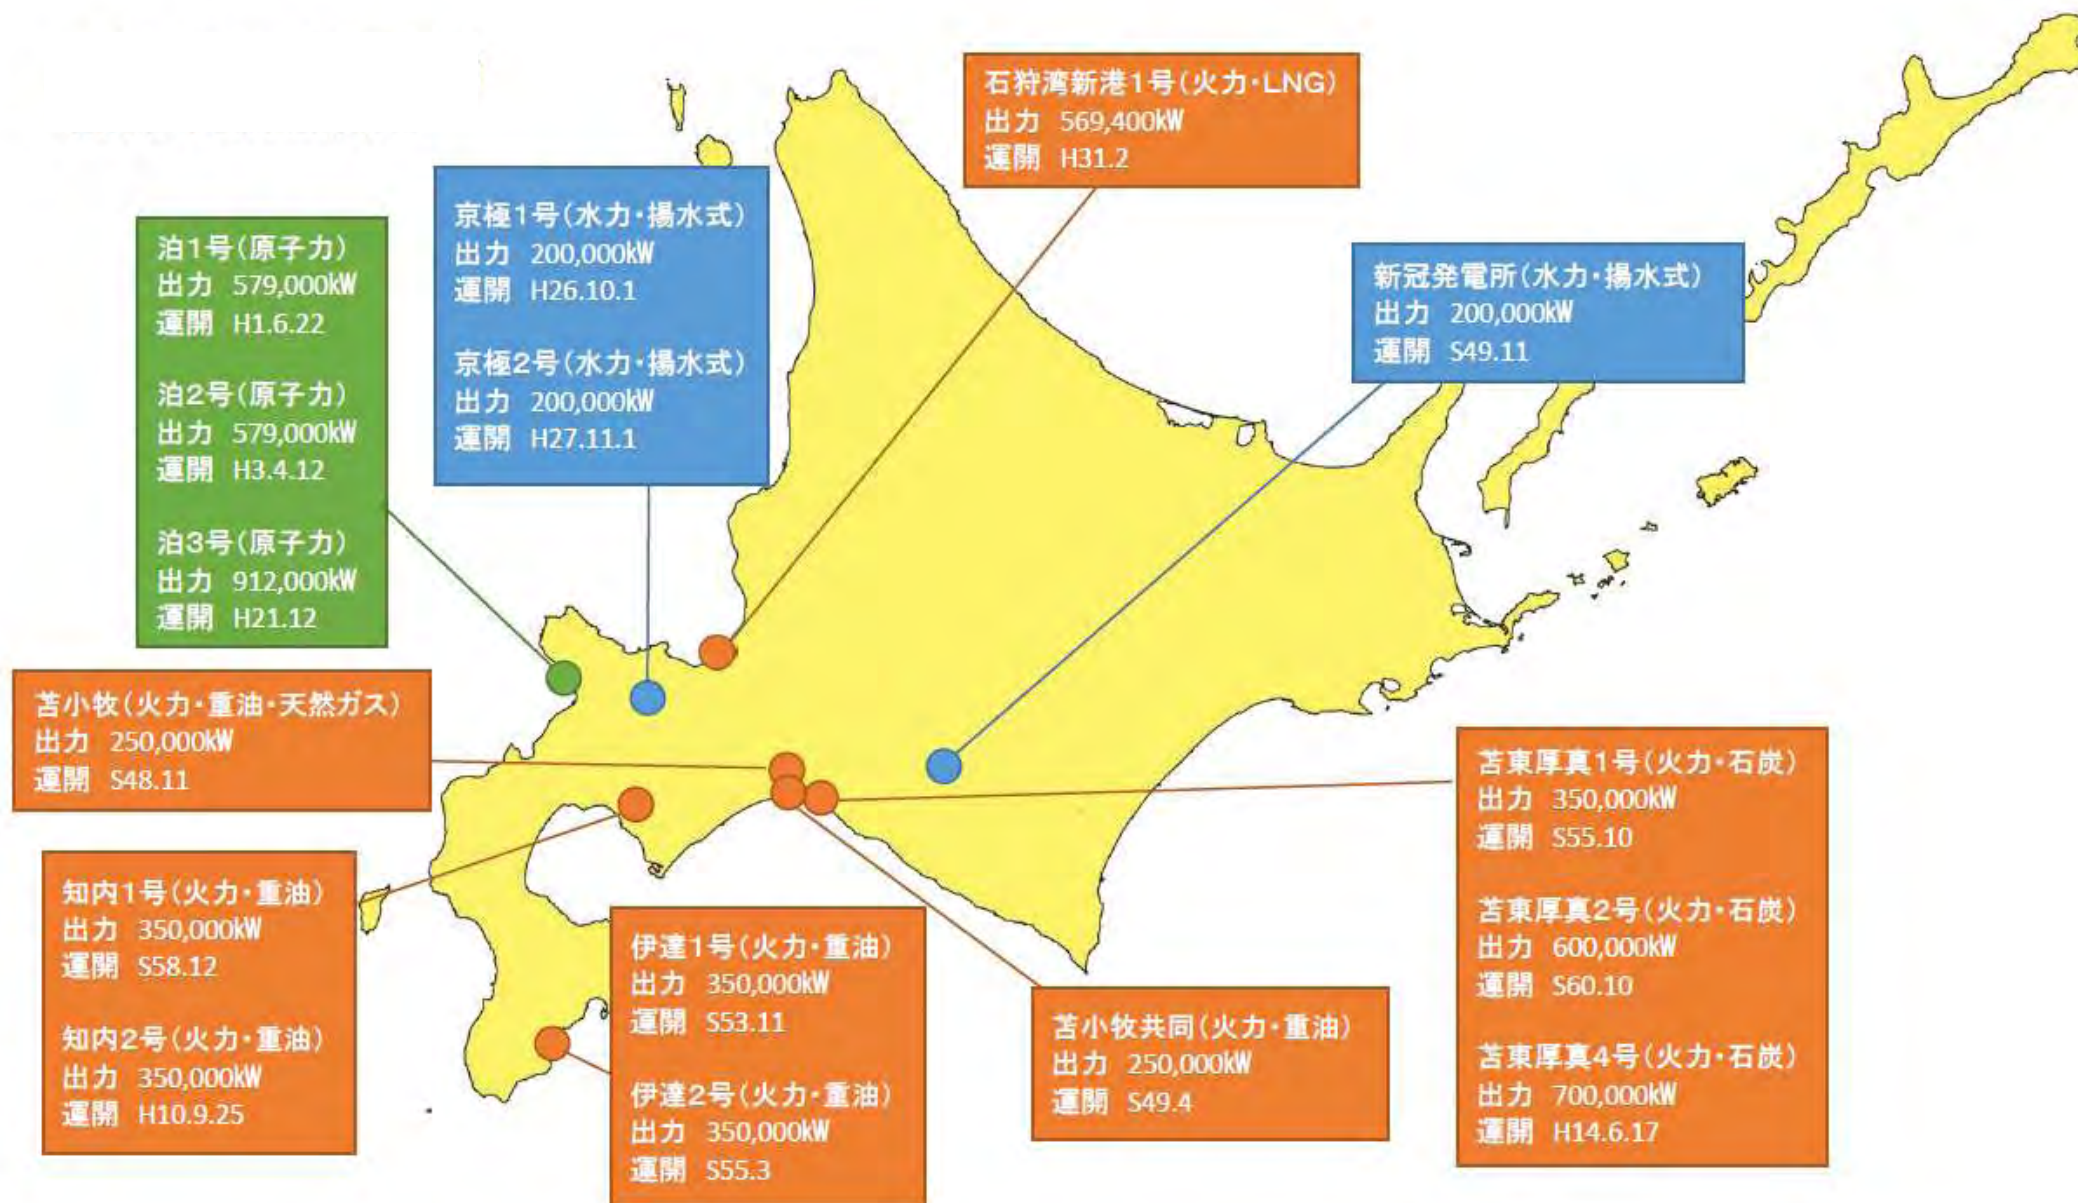 石狩湾新港1号(火力・LNG)
出力 569,400kW
運開 H31.2
京極1号(水力・揚水式)
出力 200,000kW
運開 H26.10.1
京極2号(水力・揚水式)
出力 200,000kW
運開 H27.11.1
泊1号(原子力)
出力 579,000kW
運開 H1.6.22
泊2号(原子力)
出力 579,000kW
運開 H3.4.12
泊3号(原子力)
出力 912,000kW
運開 H21.12
新冠発電所(水力・揚水式)
出力 200,000kW
運開 S49.11
苫小牧(火力・重油・天然ガス)
出力 250,000kW
運開 S48.11
知内1号(火力・重油)
出力 350,000kW
運開 S58.12
知内2号(火力・重油)
出力 350,000kW
運開 H10.9.25
伊達1号(火力・重油)
出力 350,000kW
運開 S53.11
伊達2号(火力・重油)
出力 350,000kW
運開 S55.3
苫小牧共同(火力・重油)
出力 250,000kW
運開 S49.4
苫東厚真1号(火力・石炭)
出力 350,000kW
運開 S55.10
苫東厚真2号(火力・石炭)
出力 600,000kW
運開 S60.10
苫東厚真4号(火力・石炭)
出力 700,000kW
運開 H14.6.17